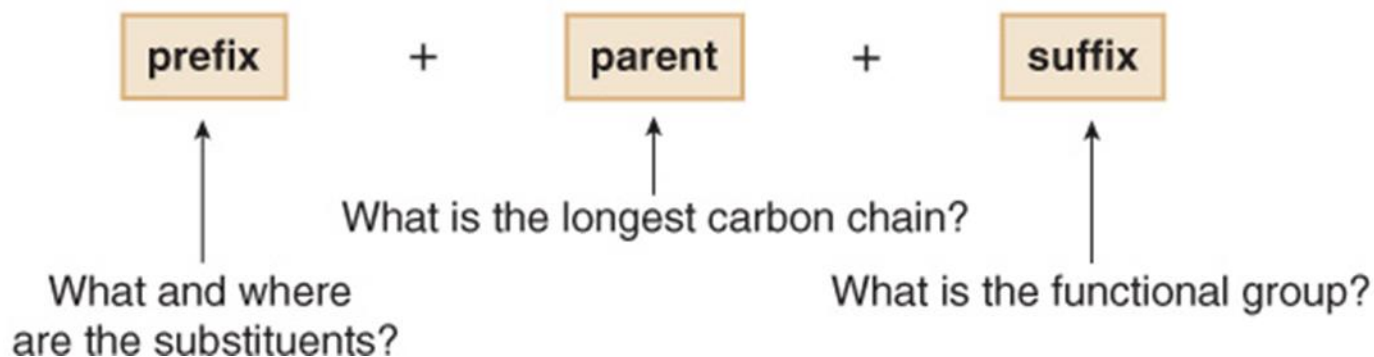 prefix + parent + suffix
What is the longest carbon chain?
What and where
are the substituents?
What is the functional group?